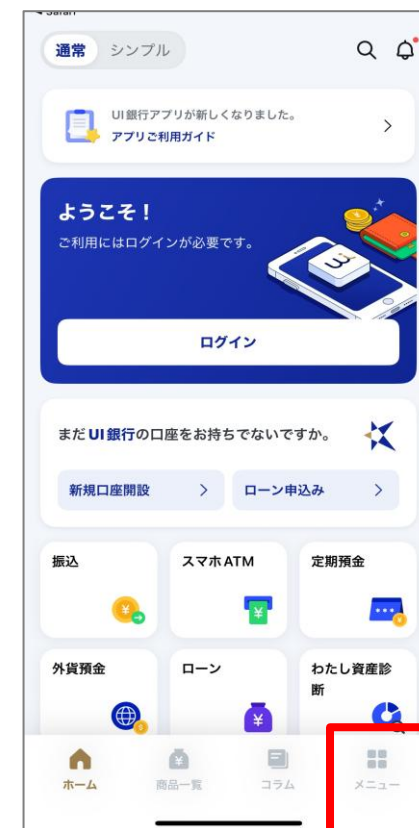 通常 シンプル
UI銀行アプリが新しくなりました。
アプリご利用ガイド
ようこそ！
ご利用にはログインが必要です。
ログイン
まだUI銀行の口座をお持ちでないですか。
新規口座開設 ローン申込み
振込 スマホATM 定期預金
外貨預金 ローン わたし資産診
断
ホーム 商品一覧 コラム メニュー